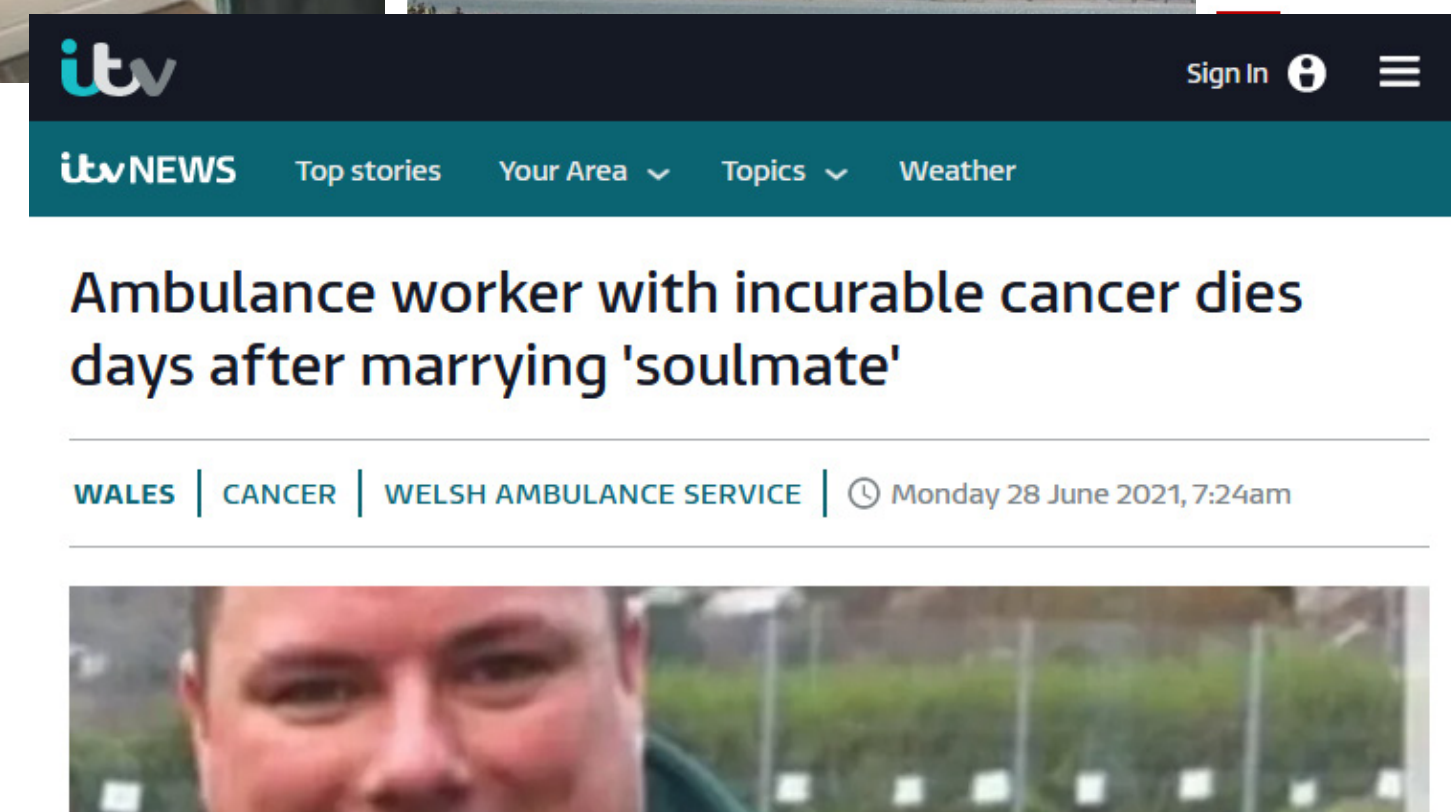 itv
Sign In
itv NEWS Top stories Your Area Topics Weather
Ambulance worker with incurable cancer dies
days after marrying 'soulmate'
WALES CANCER WELSH AMBULANCE SERVICE Monday 28 June 2021, 7:24am